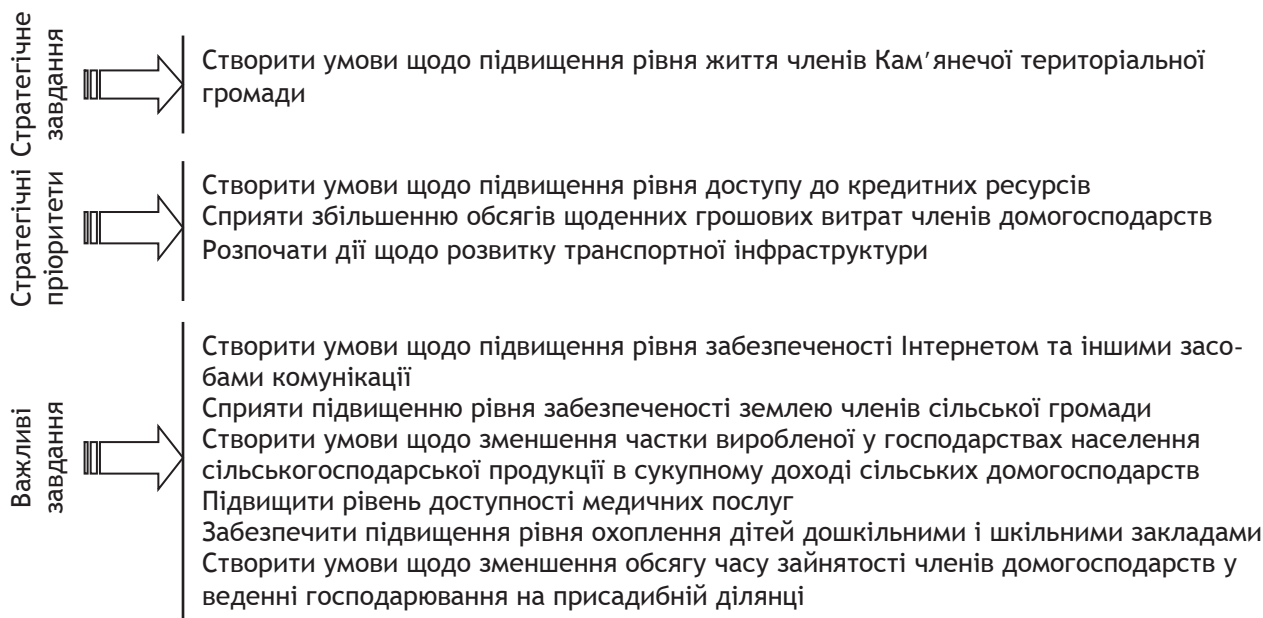 Стратегічне
завдання
Створити умови щодо підвищення рівня життя членів Кам′янечої територіальної
громади
Стратегічні
пріоритети
Створити умови щодо підвищення рівня доступу до кредитних ресурсів
Сприяти збільшенню обсягів щоденних грошових витрат членів домогосподарств
Розпочати дії щодо розвитку транспортної інфраструктури
Важливі
завдання
Створити умови щодо підвищення рівня забезпеченості Інтернетом та іншими засо-
бами комунікації
Сприяти підвищенню рівня забезпеченості землею членів сільської громади
Створити умови щодо зменшення частки виробленої у господарствах населення
сільськогосподарської продукції в сукупному доході сільських домогосподарств
Підвищити рівень доступності медичних послуг
Забезпечити підвищення рівня охоплення дітей дошкільними і шкільними закладами
Створити умови щодо зменшення обсягу часу зайнятості членів домогосподарств у
веденні господарювання на присадибній ділянці